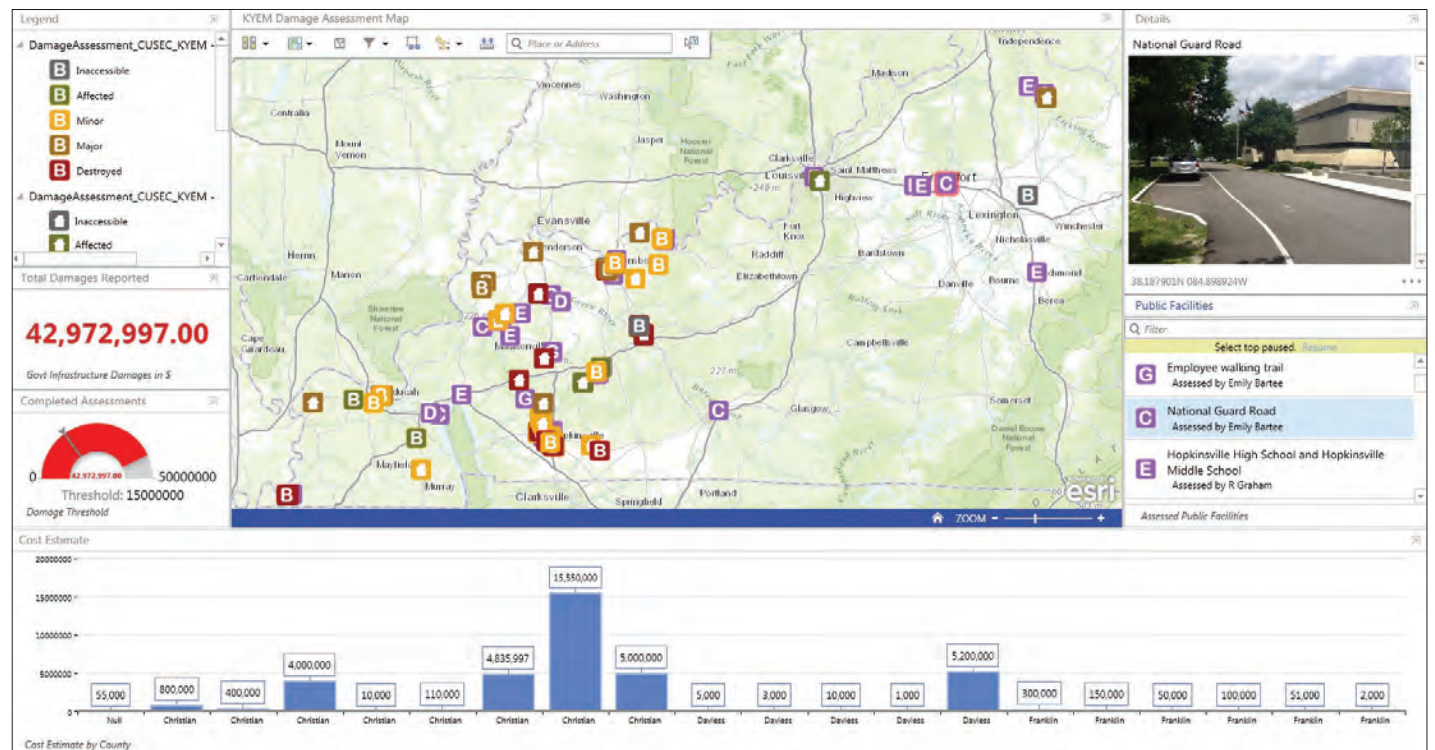 Legend
DamageAssessment_CUSEC_KYEM -
B Inaccessible
B Affected
B Minor
B Major
B Destroyed
DamageAssessment_CUSEC_KYEM -
Inaccessible
Affected
Total Damages Reported
42,972,997.00
Govt Infrastructure Damages in $
Completed Assessments
0
42,972,997.00
50000000
Threshold: 15000000
Damage Threshold
KYEM Damage Assessment Map
Place or Address
Independence
Madison
Vincennes
Washington
Centralia
Mount
Vernon
Jasper
Hoosier
National
Forest
Clarksville
Saint Matthews
Highview
Lexington
Winchester
Nicholasville
Evansville
Fort
Knox
Radcliff
Bardstown
Elizabethtown
Herrin
Marion
Carbondale
Danville
Berea
Shawnee
National
Forest
Cape
Girardeau
Campbellsville
Glasgow
Somerset
Daniel Boone
National
Forest
Mayfield
Murray
Clarksville
Springfield
Portland
esri
ZOOM - +
Details
National Guard Road
38.187901N 084.898924W
Public Facilities
Filter
Select top paused. Resume
G Employee walking trail
Assessed by Emily Bartee
C National Guard Road
Assessed by Emily Bartee
E Hopkinsville High School and Hopkinsville
Middle School
Assessed by R Graham
Assessed Public Facilities
Cost Estimate
20000000
15000000
10000000
5000000
0
55,000 800,000 400,000 4,000,000 10,000 110,000 4,835,997 15,550,000 5,000,000 5,000 3,000 10,000 1,000 5,200,000 300,000 150,000 50,000 100,000 51,000 2,000
Null Christian Christian Christian Christian Christian Christian Christian Christian Daviess Daviess Daviess Daviess Daviess Franklin Franklin Franklin Franklin Franklin Franklin
Cost Estimate by County